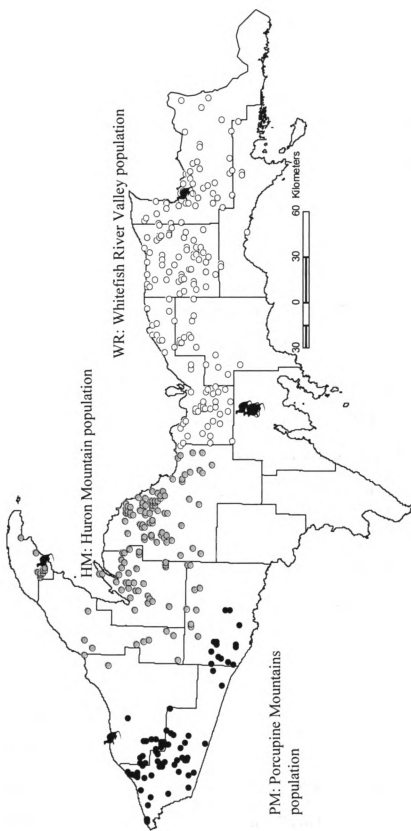 WR: Whitefish River Valley population
HM: Huron Mountain population
PM: Porcupine Mountains
population
30 0 30 60
Kilometers